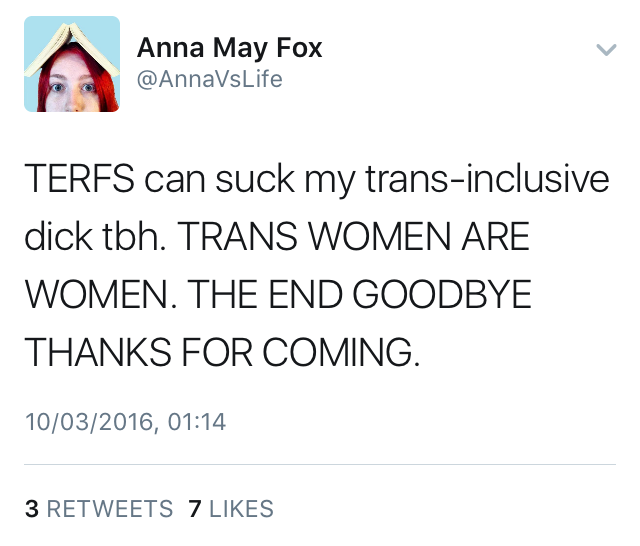 Anna May Fox
@AnnaVsLife
TERFS can suck my trans-inclusive
dick tbh. TRANS WOMEN ARE
WOMEN. THE END GOODBYE
THANKS FOR COMING.
10/03/2016, 01:14
3 RETWEETS 7 LIKES